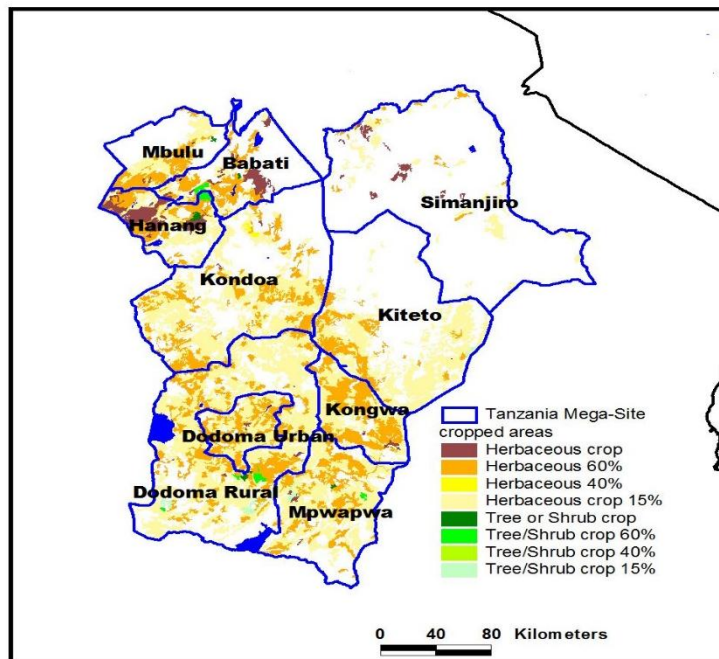 Mbulu
Babati
Simanjiro
Hanang
Kondoa
Kiteto
Kongwa
Dodoma Urban
Dodoma Rural
Mpwapwa
Tanzania Mega-Site
cropped areas
Herbaceous crop
Herbaceous 60%
Herbaceous 40%
Herbaceous crop 15%
Tree or Shrub crop
Tree/Shrub crop 60%
Tree/Shrub crop 40%
Tree/Shrub crop 15%
0 40 80 Kilometers